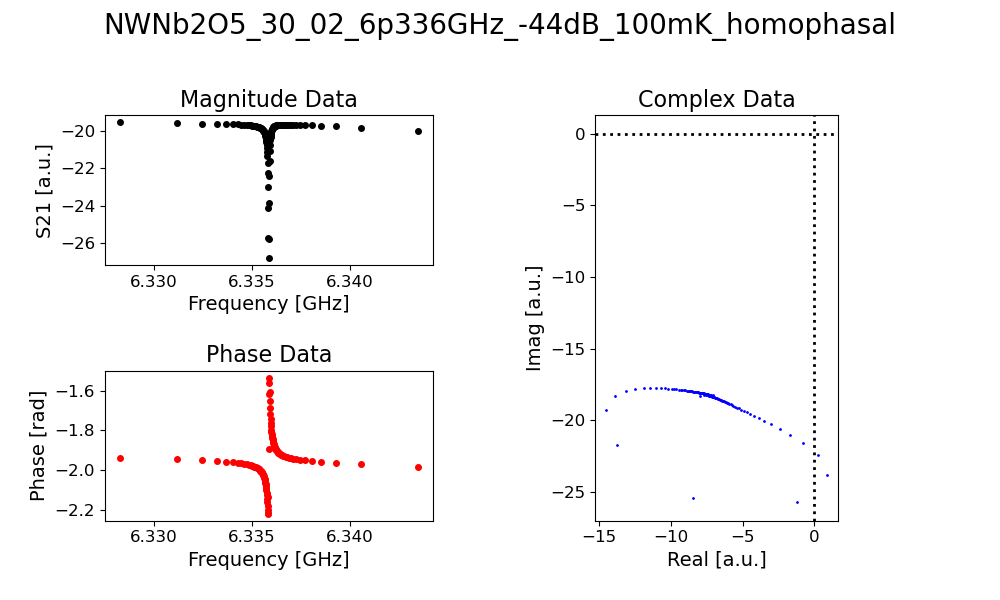 NWNb2O5_30_02_6p336GHz_-44dB_100mK_homophasal
Magnitude Data
S21 [a.u.]
−20
−22
−24
−26
6.330 6.335 6.340
Frequency [GHz]
Phase Data
Phase [rad]
−1.6
−1.8
−2.0
−2.2
6.330 6.335 6.340
Frequency [GHz]
Complex Data
Imag [a.u.]
0
−5
−10
−15
−20
−25
−15 −10 −5 0
Real [a.u.]